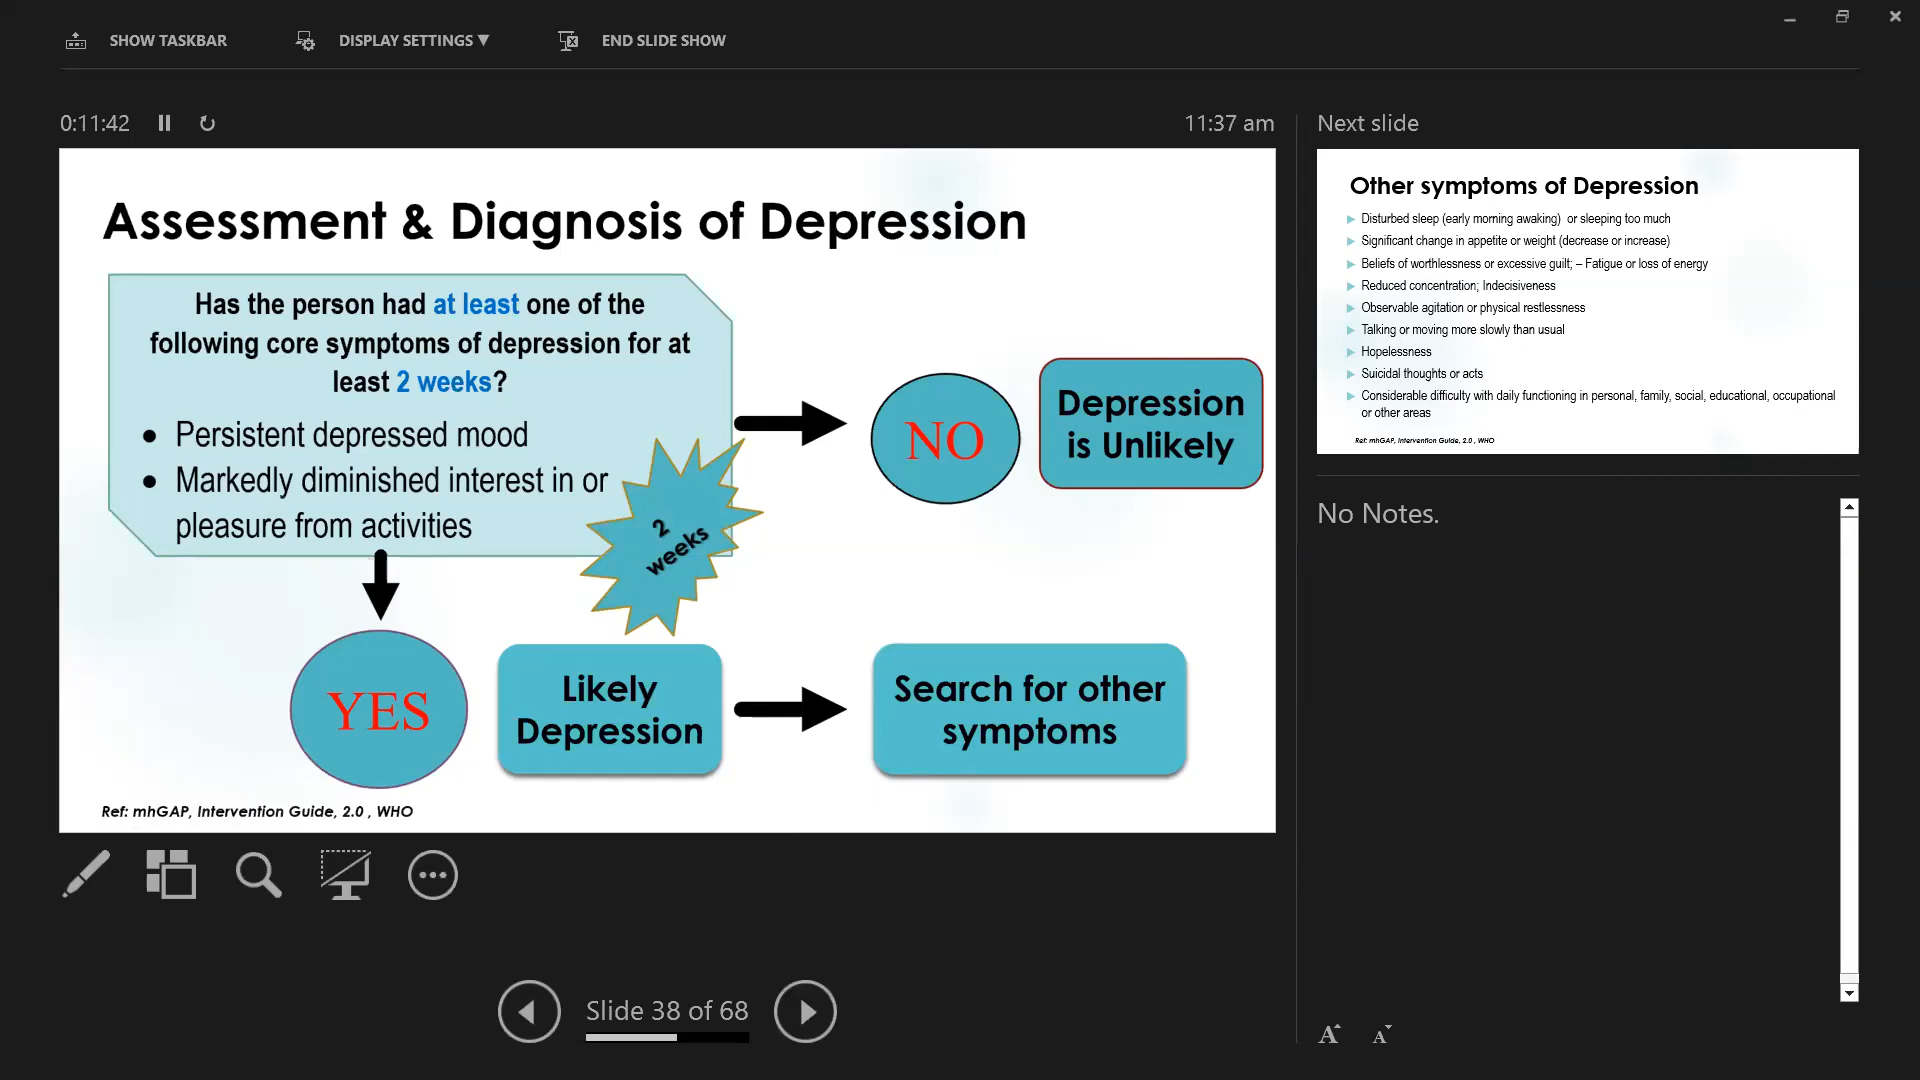 SHOW TASKBAR
DISPLAY SETTINGS ▼
END SLIDE SHOW
0:11:42
11:37 am
Next slide
Assessment & Diagnosis of Depression
Has the person had at least one of the
following core symptoms of depression for at
least 2 weeks?
• Persistent depressed mood
• Markedly diminished interest in or
pleasure from activities
2
weeks
NO
Depression
is Unlikely
YES
Likely
Depression
Search for other
symptoms
Ref: mhGAP, Intervention Guide, 2.0 , WHO
Other symptoms of Depression
Disturbed sleep (early morning awaking)  or sleeping too much
Significant change in appetite or weight (decrease or increase)
Beliefs of worthlessness or excessive guilt; – Fatigue or loss of energy
Reduced concentration; Indecisiveness
Observable agitation or physical restlessness
Talking or moving more slowly than usual
Hopelessness
Suicidal thoughts or acts
Considerable difficulty with daily functioning in personal, family, social, educational, occupational
or other areas
Ref: mhGAP, Intervention Guide, 2.0 , WHO
No Notes.
Slide 38 of 68
A A